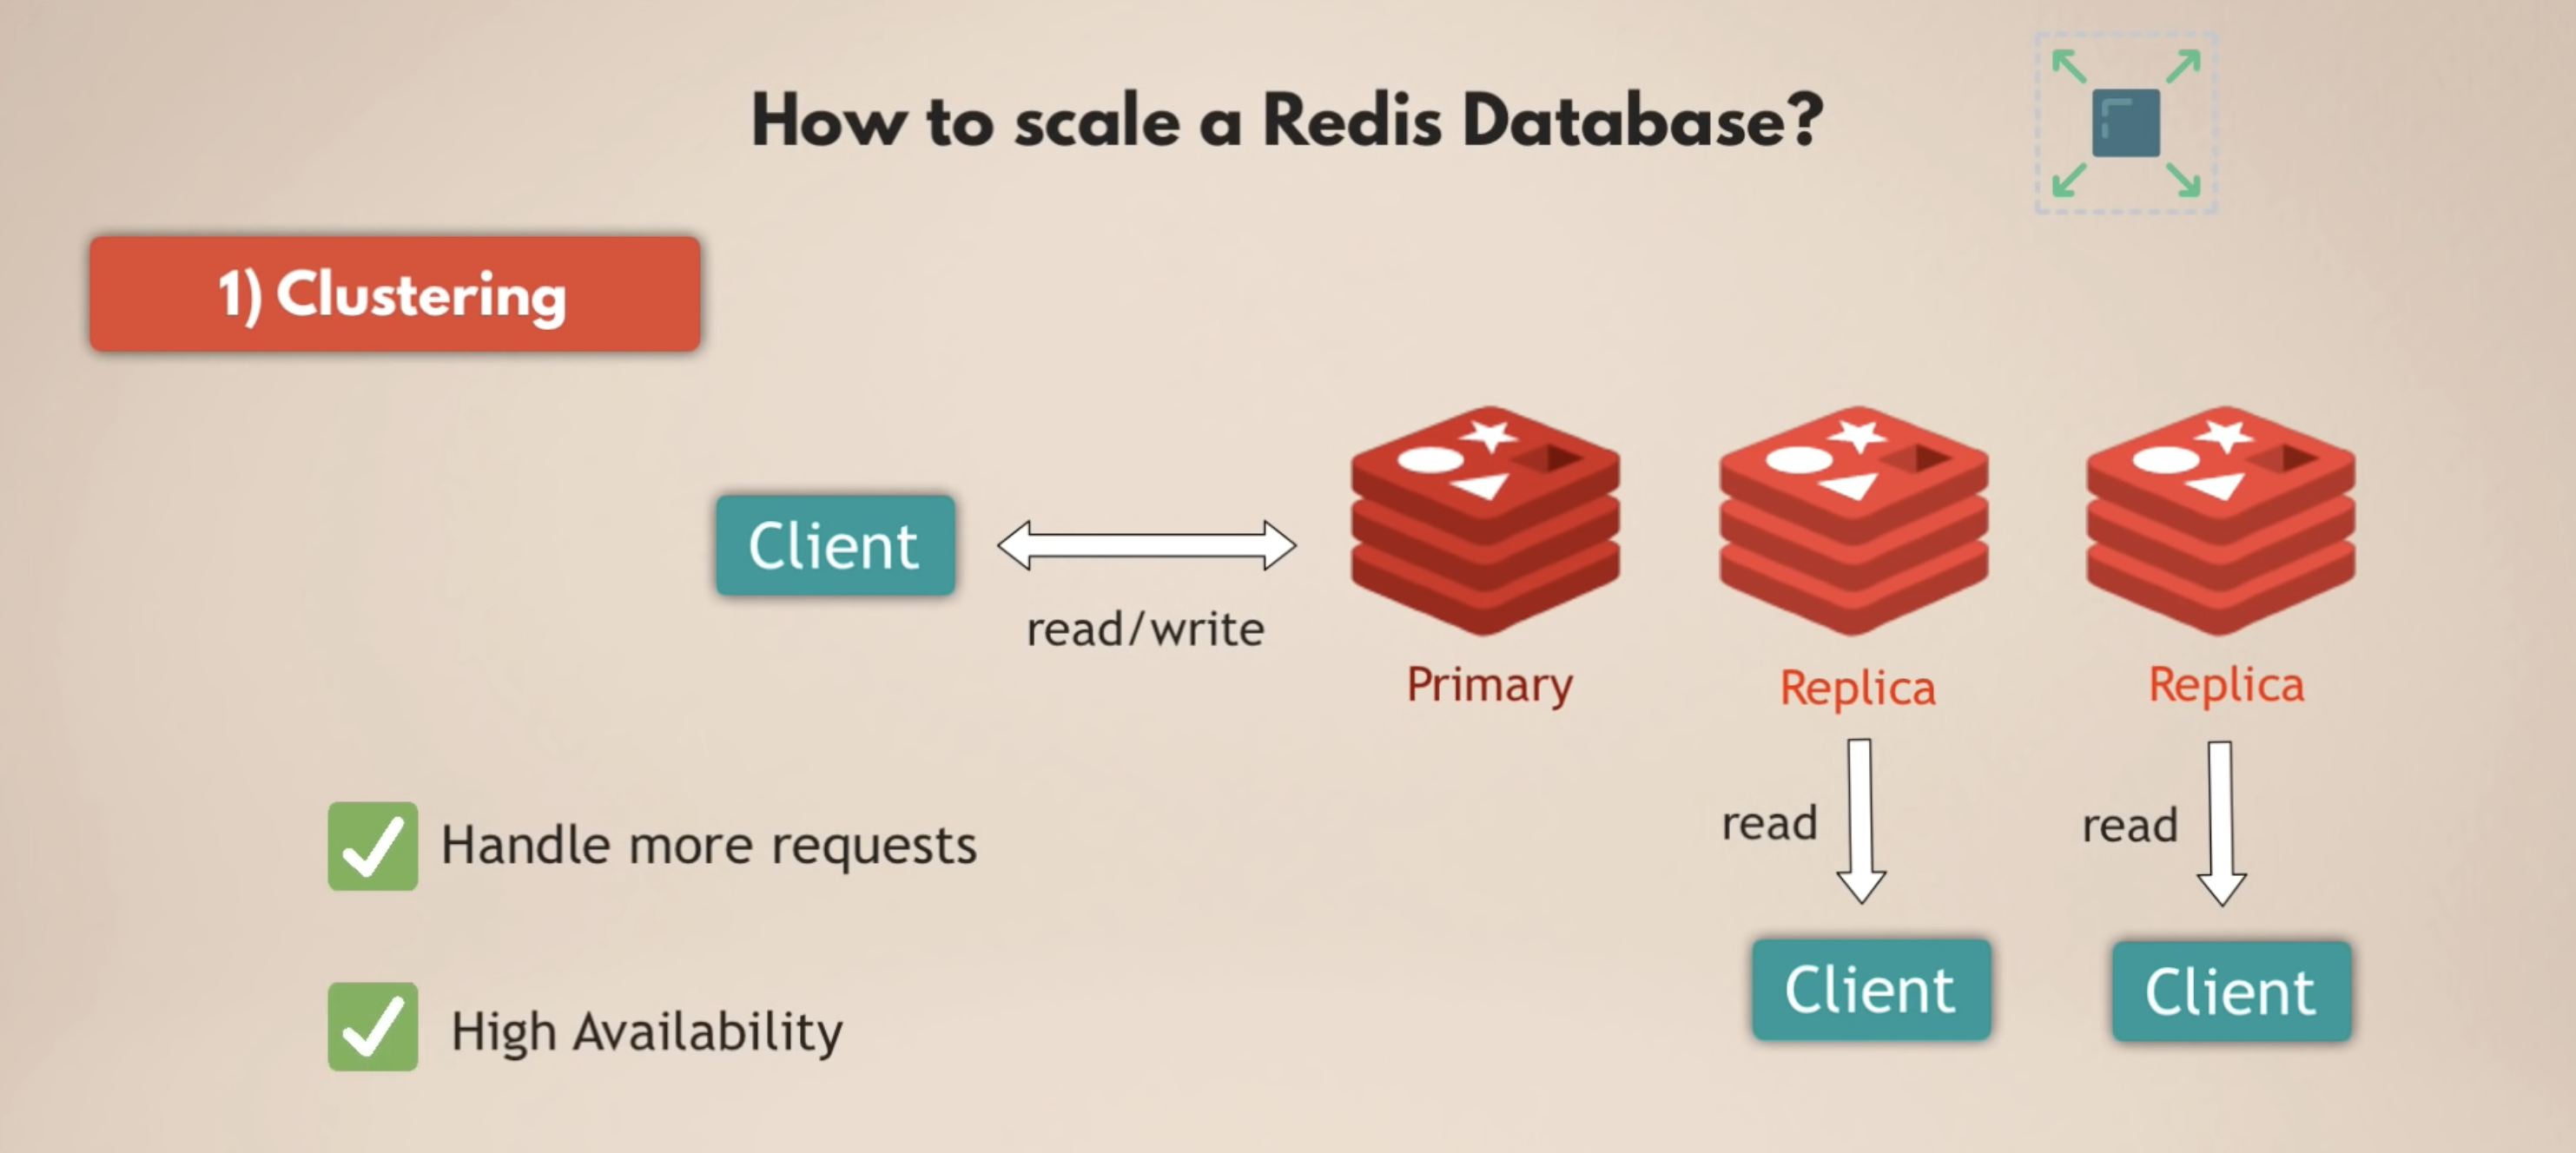 How to scale a Redis Database?
1) Clustering
Client
read/write
Primary
Replica
Replica
Handle more requests
High Availability
read
read
Client
Client